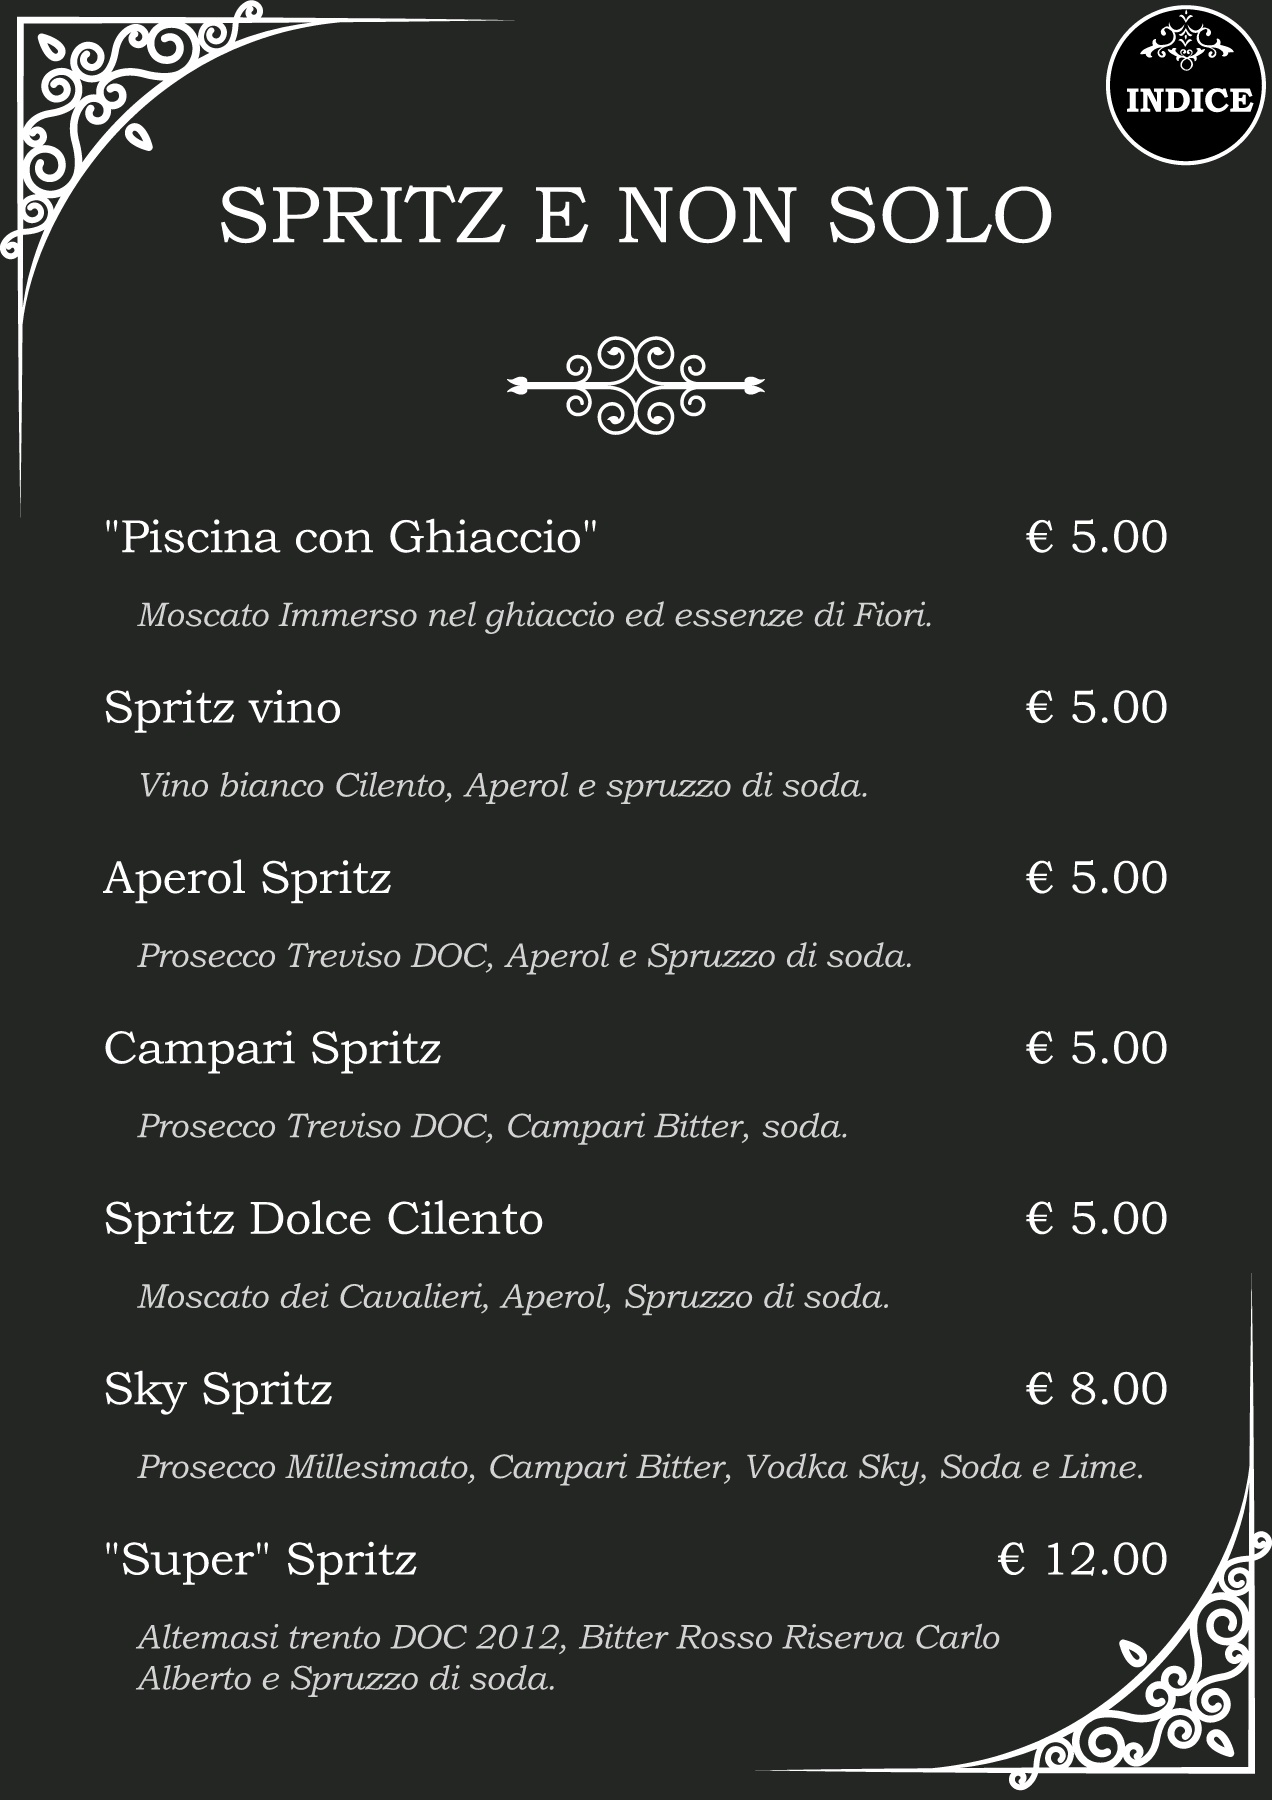 INDICE
SPRITZ E NON SOLO
"Piscina con Ghiaccio" € 5.00
Moscato Immerso nel ghiaccio ed essenze di Fiori.
Spritz vino € 5.00
Vino bianco Cilento, Aperol e spruzzo di soda.
Aperol Spritz € 5.00
Prosecco Treviso DOC, Aperol e Spruzzo di soda.
Campari Spritz € 5.00
Prosecco Treviso DOC, Campari Bitter, soda.
Spritz Dolce Cilento € 5.00
Moscato dei Cavalieri, Aperol, Spruzzo di soda.
Sky Spritz € 8.00
Prosecco Millesimato, Campari Bitter, Vodka Sky, Soda e Lime.
"Super" Spritz € 12.00
Altemasi trento DOC 2012, Bitter Rosso Riserva Carlo
Alberto e Spruzzo di soda.